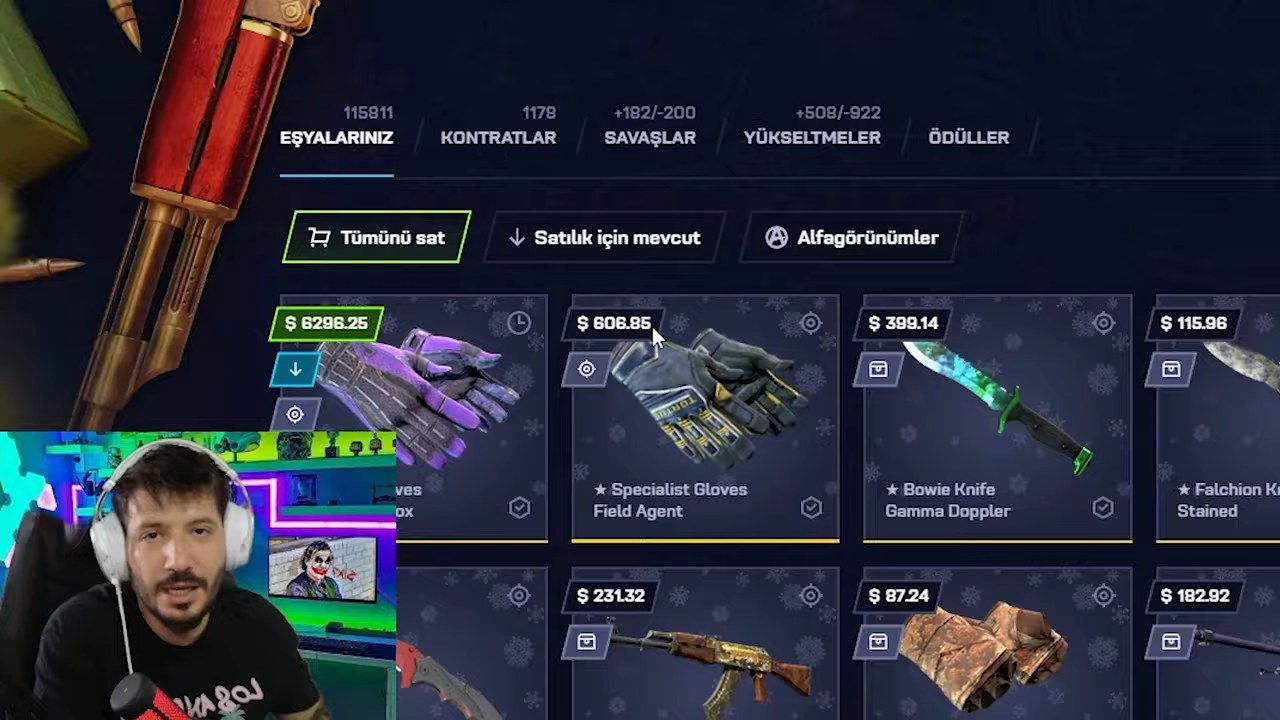 115811
EŞYALARINIZ
1178
KONTRATLAR
+182/-200
SAVAŞLAR
+508/-922
YÜKSELTMELER
ÖDÜLLER
Tümünü sat
Satılık için mevcut
Alfagörünümler
$ 6296.25
$ 606.85
$ 399.14
$ 115.96
★ Specialist Gloves
Field Agent
★ Bowie Knife
Gamma Doppler
★ Falchion
Stained
$ 231.32
$ 87.24
$ 182.92